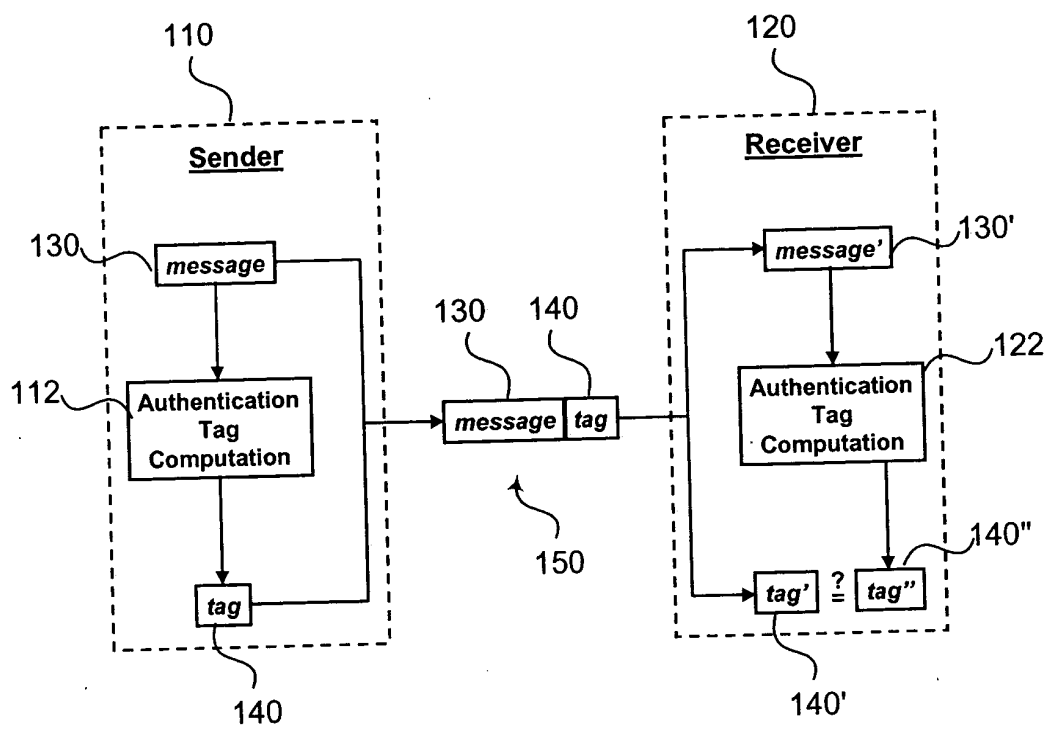 110
120
Sender
Receiver
130
message
message’
130'
130
140
112
Authentication
Tag
Computation
message
tag
122
Authentication
Tag
Computation
150
140"
tag
tag’
?
=
tag”
140
140'